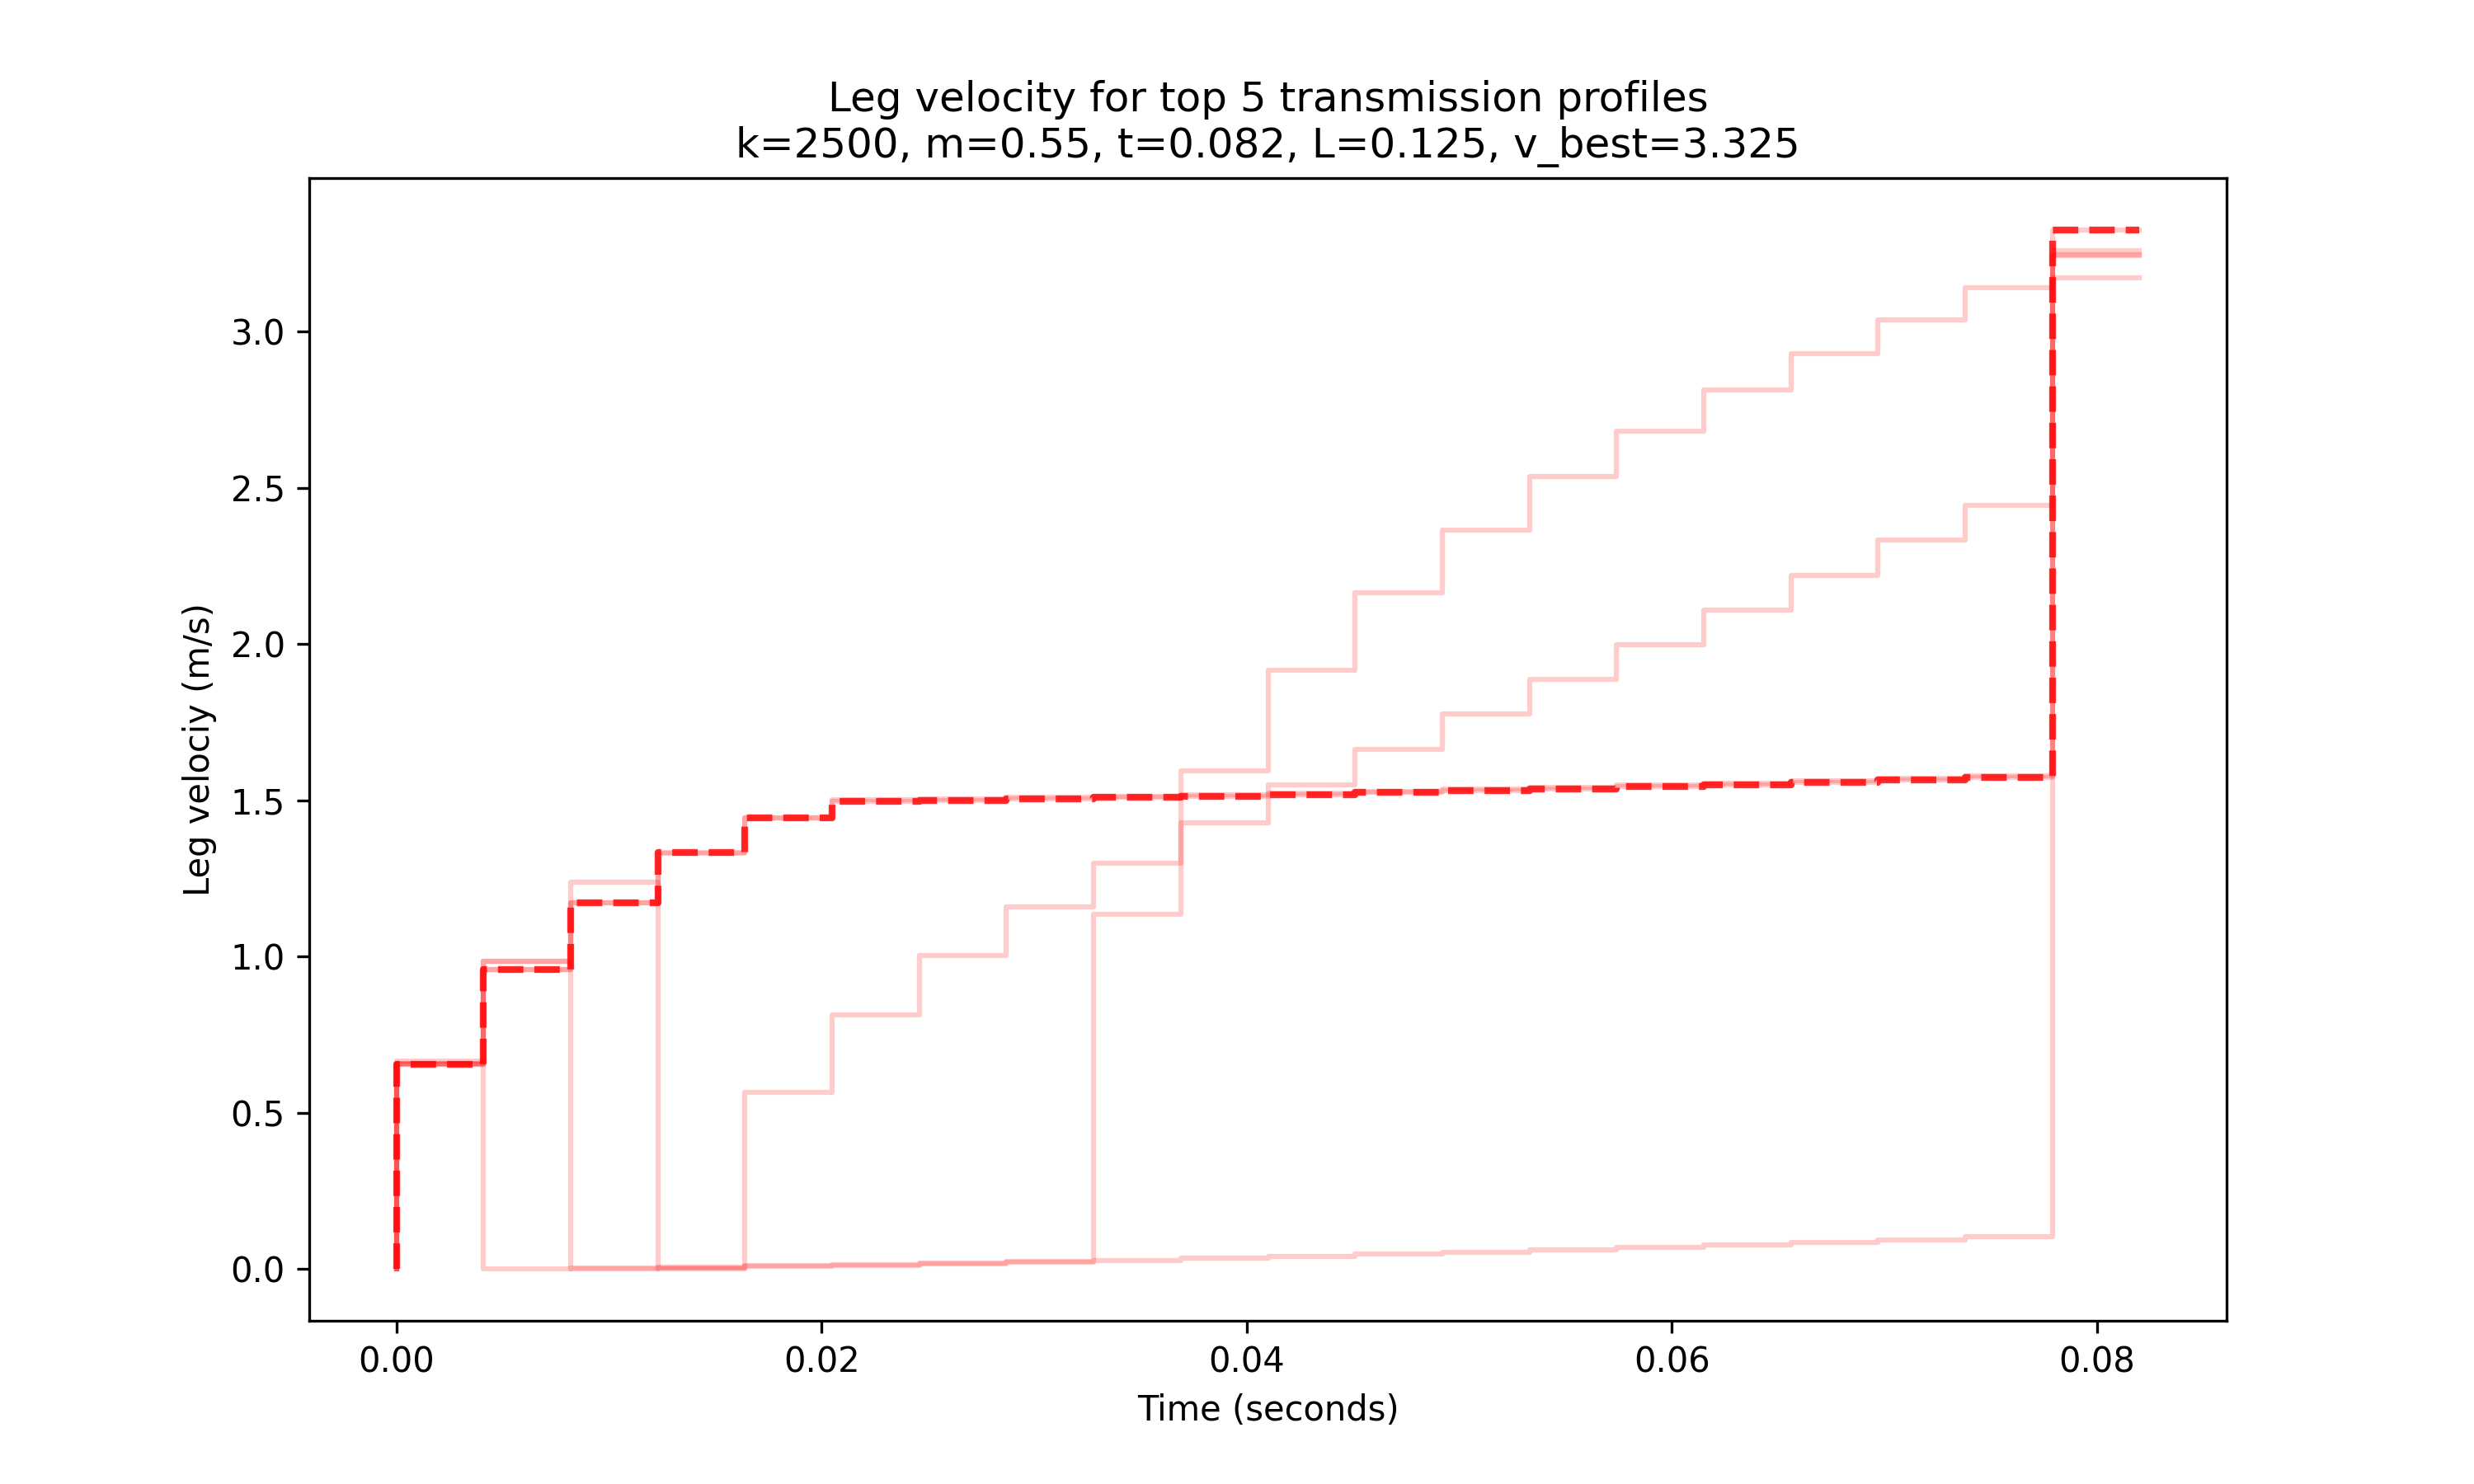 Leg velocity for top 5 transmission profiles
k=2500, m=0.55, t=0.082, L=0.125, v_best=3.325
3.0
2.5
2.0
1.5
1.0
0.5
0.0
Leg velociy (m/s)
0.00 0.02 0.04 0.06 0.08
Time (seconds)